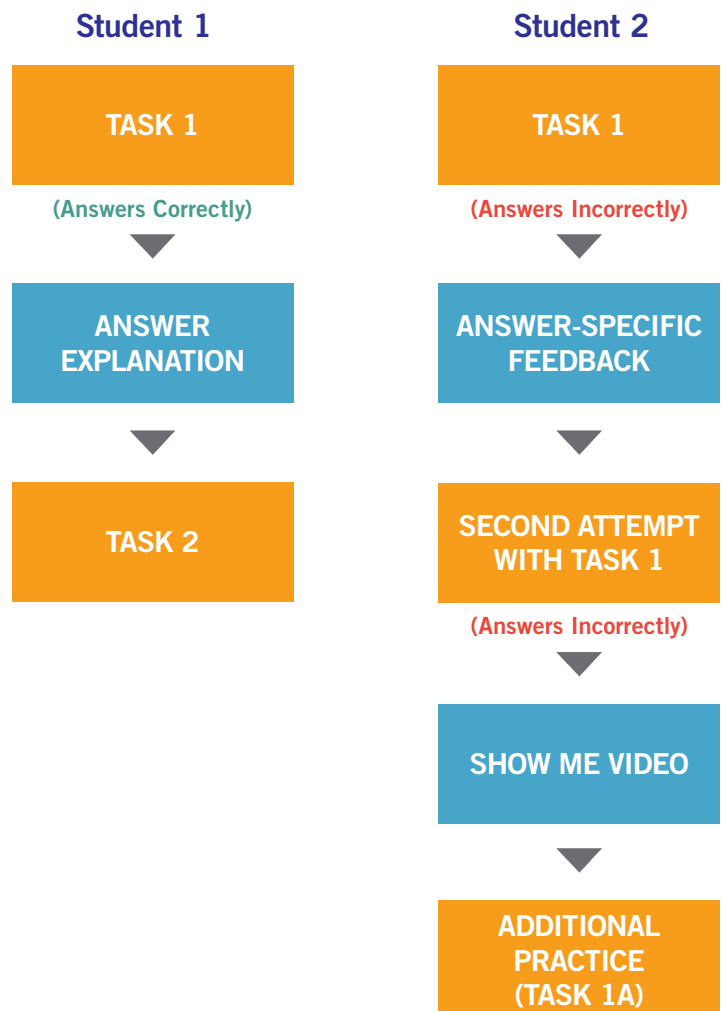 Student 1
TASK 1
(Answers Correctly)
ANSWER
EXPLANATION
TASK 2
Student 2
TASK 1
(Answers Incorrectly)
ANSWER-SPECIFIC
FEEDBACK
SECOND ATTEMPT
WITH TASK 1
(Answers Incorrectly)
SHOW ME VIDEO
ADDITIONAL
PRACTICE
(TASK 1A)